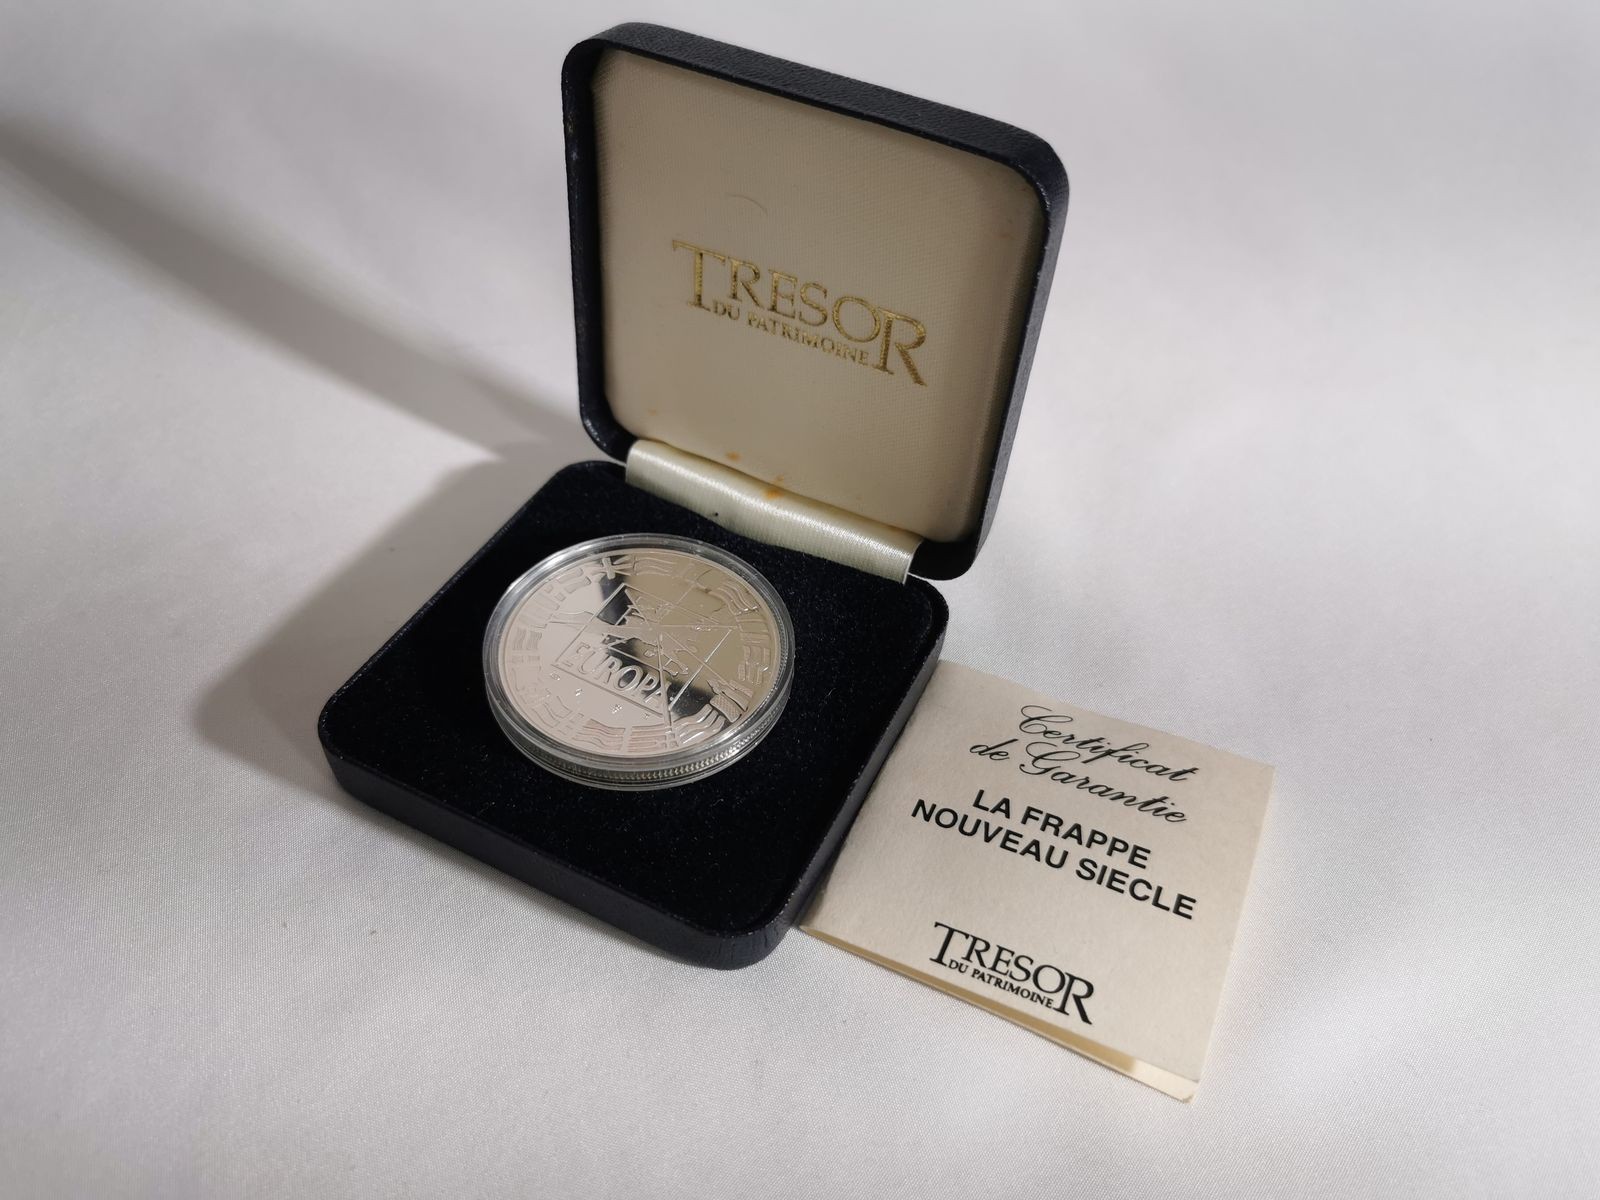 TRESOR
DU PATRIMOINE
EUROPA
Certificat
de Garantie
LA FRAPPE
NOUVEAU SIECLE
TRESOR
DU PATRIMOINE